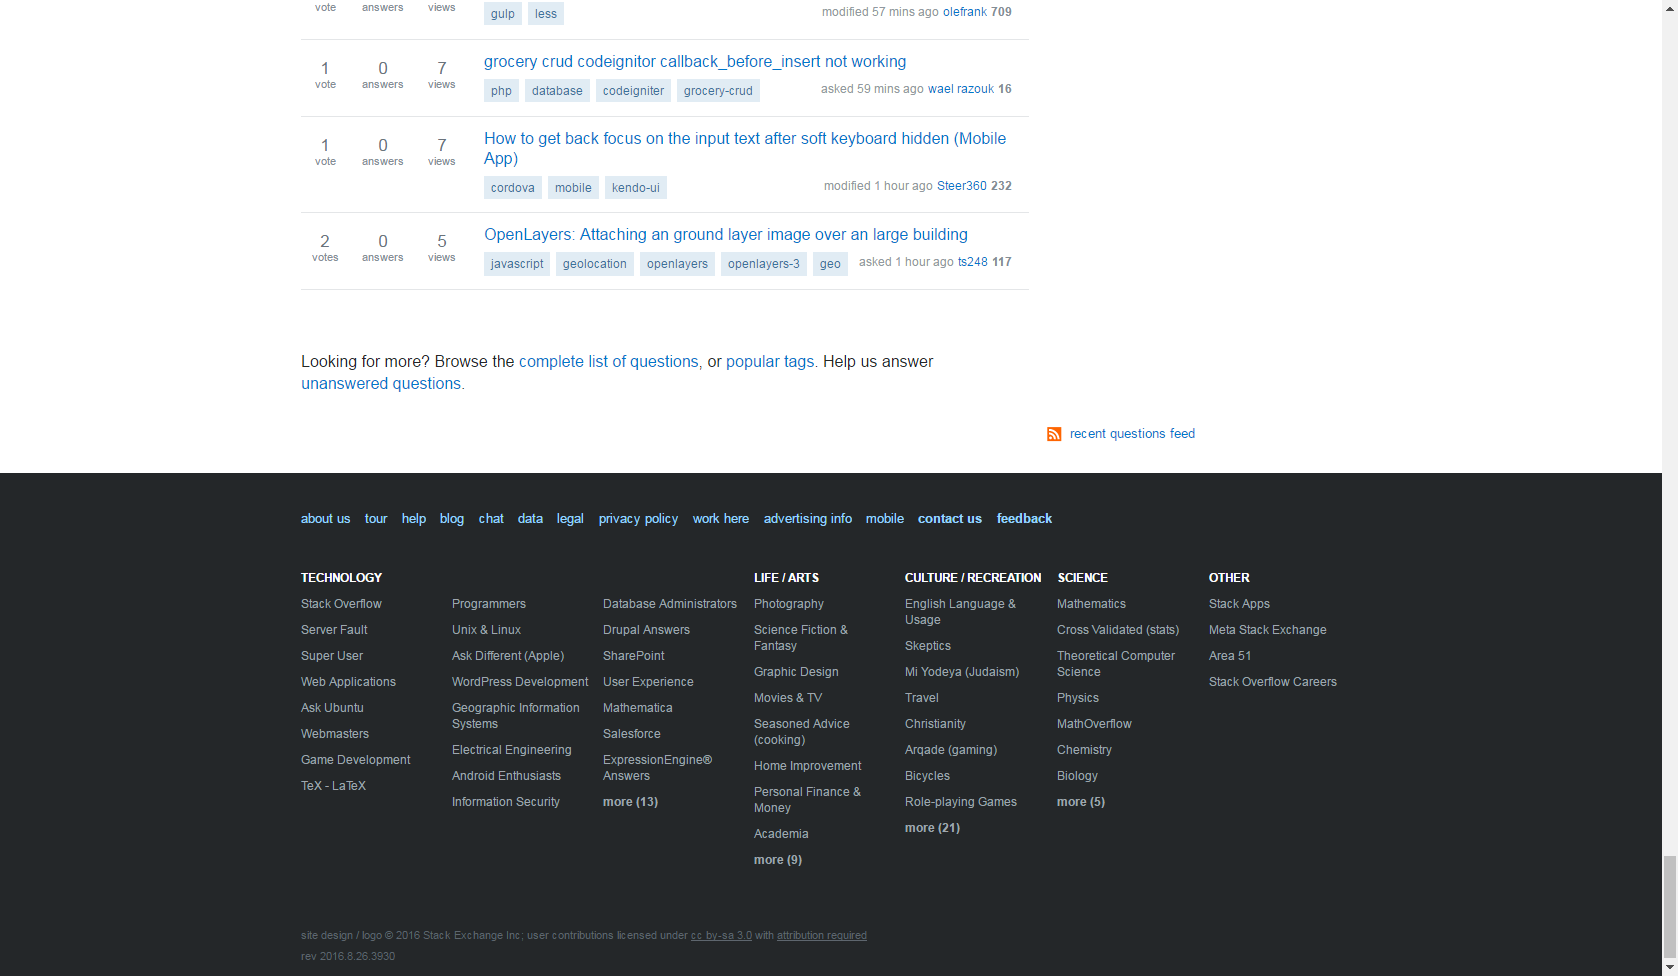 vote answers views
gulp less
modified 57 mins ago olefrank 709
1 0 7
vote answers views
grocery crud codeignitor callback_before_insert not working
php database codeigniter grocery-crud
asked 59 mins ago wael razouk 16
1 0 7
vote answers views
How to get back focus on the input text after soft keyboard hidden (Mobile
App)
cordova mobile kendo-ui
modified 1 hour ago Steer360 232
2 0 5
votes answers views
OpenLayers: Attaching an ground layer image over an large building
javascript geolocation openlayers openlayers-3 geo
asked 1 hour ago ts248 117
Looking for more? Browse the complete list of questions, or popular tags. Help us answer
unanswered questions.
recent questions feed
about us tour help blog chat data legal privacy policy work here advertising info mobile contact us feedback
TECHNOLOGY
Stack Overflow
Server Fault
Super User
Web Applications
Ask Ubuntu
Webmasters
Game Development
TeX - LaTeX
Programmers
Unix & Linux
Ask Different (Apple)
WordPress Development
Geographic Information
Systems
Electrical Engineering
Android Enthusiasts
Information Security
Database Administrators
Drupal Answers
SharePoint
User Experience
Mathematica
Salesforce
ExpressionEngine®
Answers
more (13)
LIFE / ARTS
Photography
Science Fiction &
Fantasy
Graphic Design
Movies & TV
Seasoned Advice
(cooking)
Home Improvement
Personal Finance &
Money
Academia
more (9)
CULTURE / RECREATION
English Language &
Usage
Skeptics
Mi Yodeya (Judaism)
Travel
Christianity
Arqade (gaming)
Bicycles
Role-playing Games
more (21)
SCIENCE
Mathematics
Cross Validated (stats)
Theoretical Computer
Science
Physics
MathOverflow
Chemistry
Biology
more (5)
OTHER
Stack Apps
Meta Stack Exchange
Area 51
Stack Overflow Careers
site design / logo © 2016 Stack Exchange Inc; user contributions licensed under cc by-sa 3.0 with attribution required
rev 2016.8.26.3930